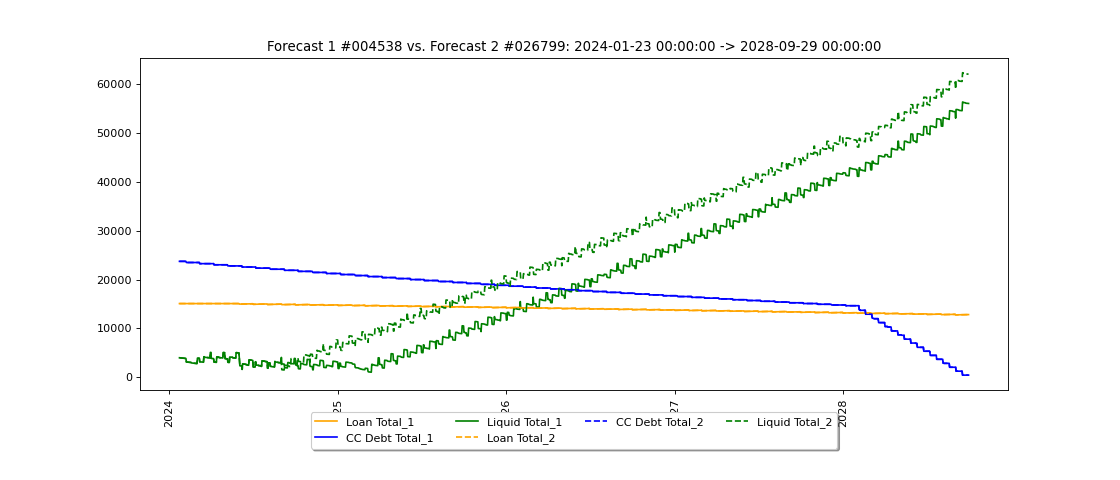 Forecast 1 #004538 vs. Forecast 2 #026799: 2024-01-23 00:00:00 -> 2028-09-29 00:00:00
60000
50000
40000
30000
20000
10000
0
2024
25
26
27
2028
Loan Total_1
CC Debt Total_1
Liquid Total_1
Loan Total_2
CC Debt Total_2
Liquid Total_2